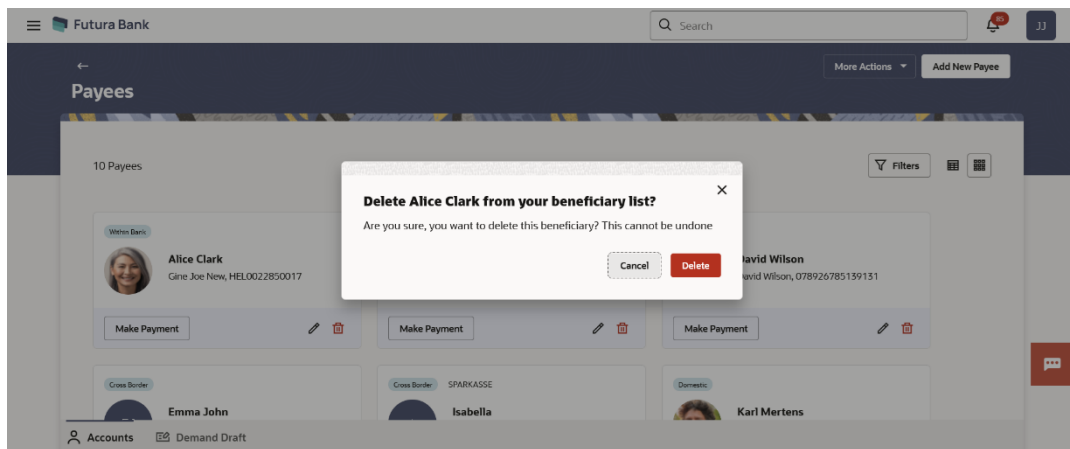 Futura Bank
Search
85
JJ
←
More Actions
Add New Payee
Payees
10 Payees
Filters
Delete Alice Clark from your beneficiary list?
Are you sure, you want to delete this beneficiary? This cannot be undone
Cancel
Delete
Within Bank
Alice Clark
Gine Joe New, HEL0022850017
David Wilson
David Wilson, 078926785139131
Make Payment
Make Payment
Make Payment
Cross Border
Emma John
Cross Border SPARKASSE
Isabella
Domestic
Karl Mertens
Accounts
Demand Draft